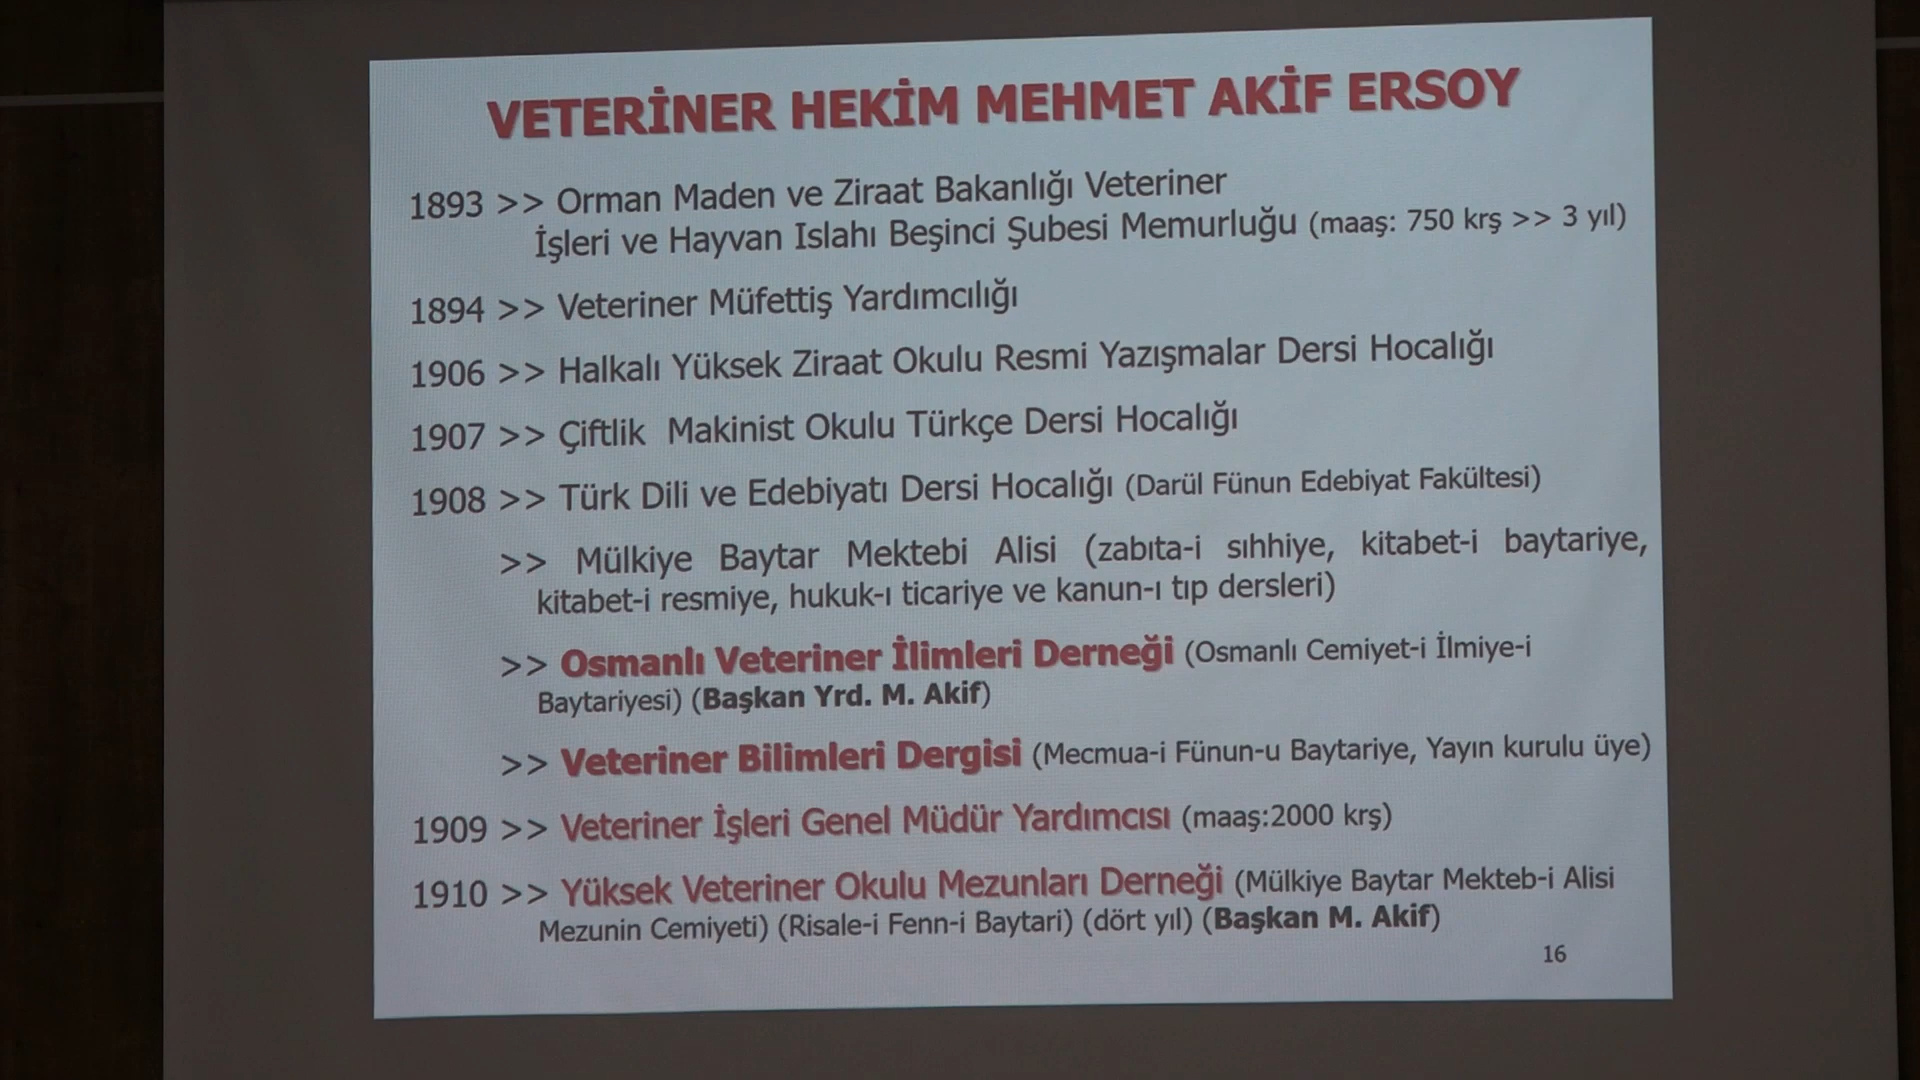 VETERİNER HEKİM MEHMET AKİF ERSOY
1893 >> Orman Maden ve Ziraat Bakanlığı Veteriner
İşleri ve Hayvan Islahı Beşinci Şubesi Memurluğu (maaş: 750 krş >> 3 yıl)
1894 >> Veteriner Müfettiş Yardımcılığı
1906 >> Halkalı Yüksek Ziraat Okulu Resmi Yazışmalar Dersi Hocalığı
1907 >> Çiftlik Makinist Okulu Türkçe Dersi Hocalığı
1908 >> Türk Dili ve Edebiyatı Dersi Hocalığı (Darül Fünun Edebiyat Fakültesi)
>> Mülkiye Baytar Mektebi Alisi (zabıta-i sıhhiye, kitabet-i baytariye,
kitabet-i resmiye, hukuk-ı ticariye ve kanun-ı tıp dersleri)
>> Osmanlı Veteriner İlimleri Derneği (Osmanlı Cemiyet-i İlmiye-i
Baytariyesi) (Başkan Yrd. M. Akif)
>> Veteriner Bilimleri Dergisi (Mecmua-i Fünun-u Baytariye, Yayın kurulu üye)
1909 >> Veteriner İşleri Genel Müdür Yardımcısı (maaş:2000 krş)
1910 >> Yüksek Veteriner Okulu Mezunları Derneği (Mülkiye Baytar Mekteb-i Alisi
Mezunin Cemiyeti) (Risale-i Fenn-i Baytari) (dört yıl) (Başkan M. Akif)
16